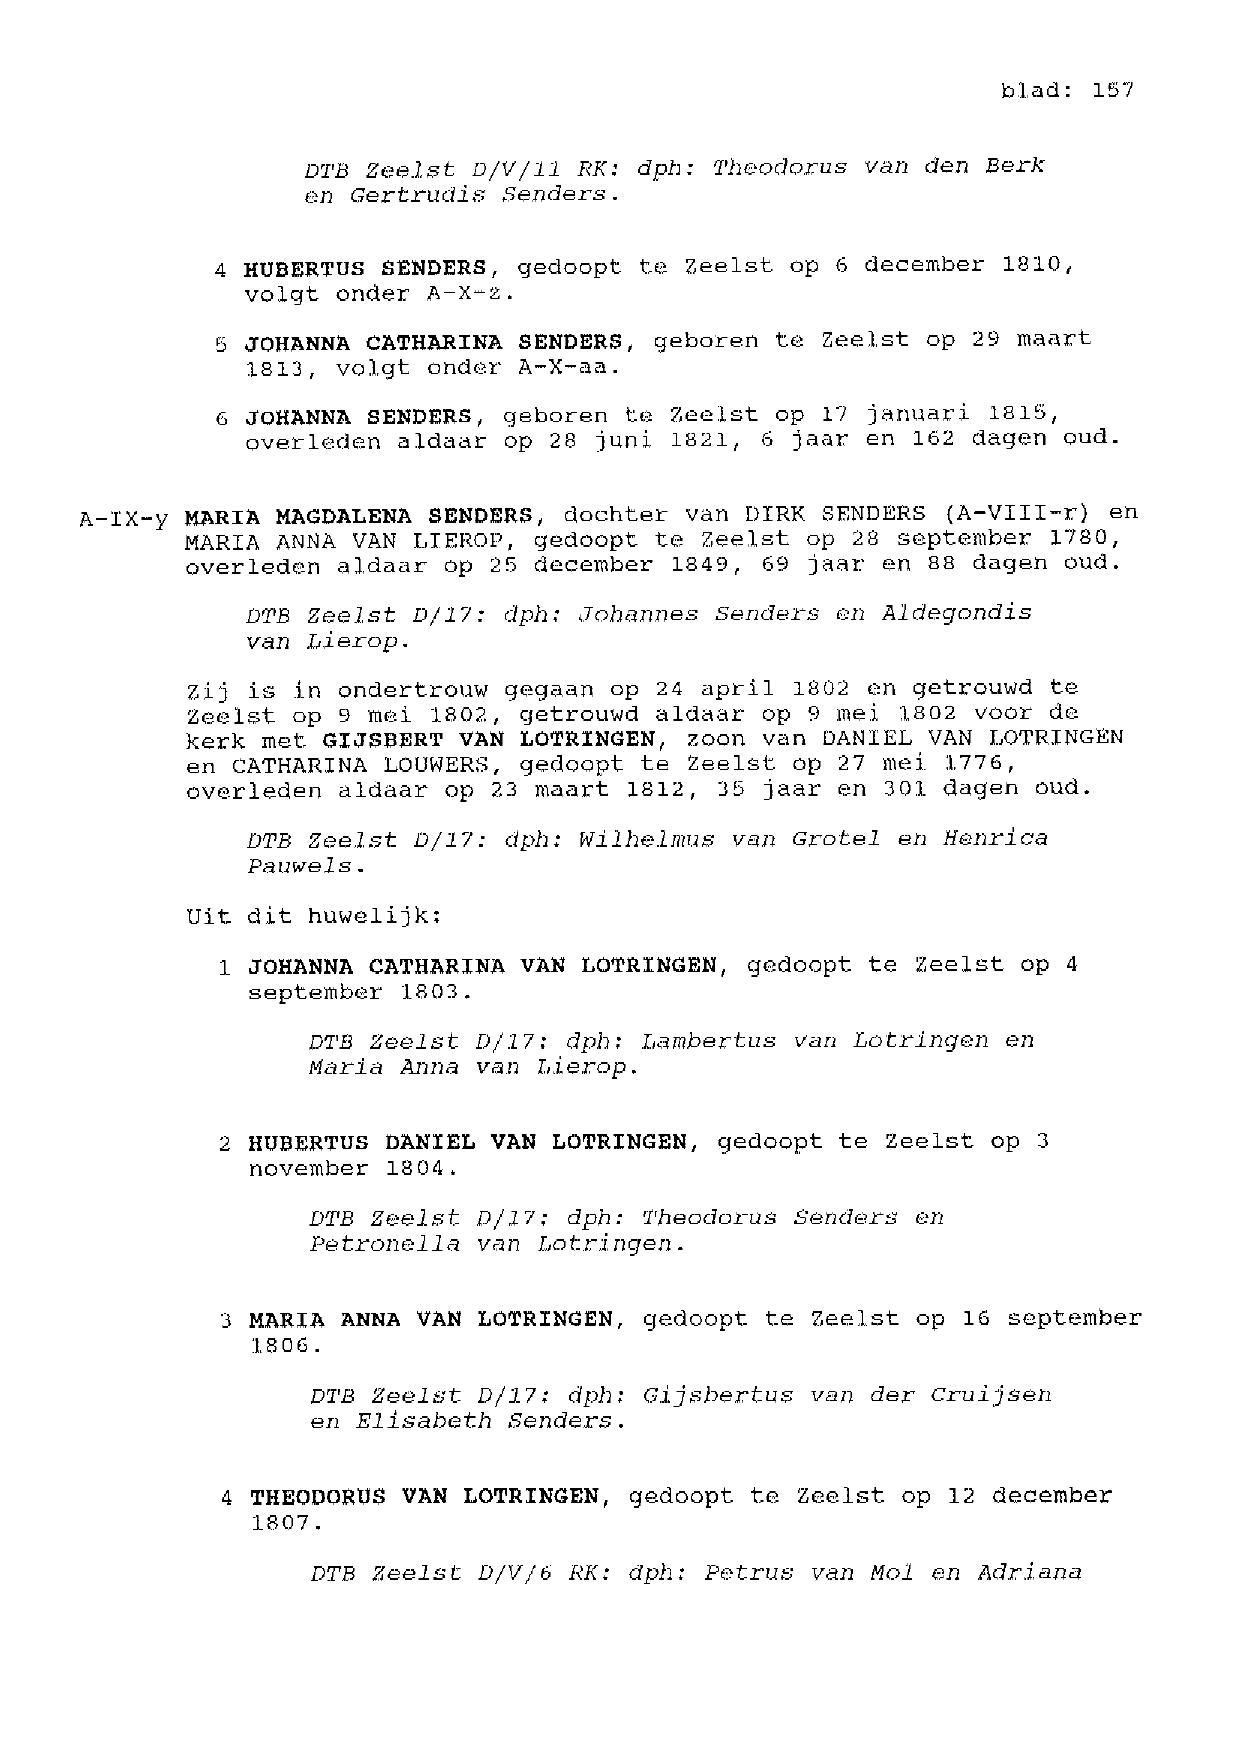 blad: 157
DTB Zeelst D/V/11 RK: dph: Theodorus van den Berk
en Gertrudis Senders.
4 HUBERTUS SENDERS, gedoopt te Zeelst op 6 december 1810,
volgt onder A-X-z.
5 JOHANNA CATHARINA SENDERS, geboren te Zeelst op 29 maart
1813, volgt onder A-X-aa.
6 JOHANNA SENDERS, geboren te Zeelst op 17 januari 1815,
overleden aldaar op 28 juni 1821, 6 jaar en 162 dagen oud.
A-IX-y MARIA MAGDALENA SENDERS, dochter van DIRK SENDERS (A-VIII-r) en
MARIA ANNA VAN LIEROP, gedoopt te Zeelst op 28 september 1780,
overleden aldaar op 25 december 1849, 69 jaar en 88 dagen oud.
DTB Zeelst D/17: dph: Johannes Senders en Aldegondis
van Lierop.
Zij is in ondertrouw gegaan op 24 april 1802 en getrouwd te
Zeelst op 9 mei 1802, getrouwd aldaar op 9 mei 1802 voor de
kerk met GIJSBERT VAN LOTRINGEN, zoon van DANIEL VAN LOTRINGEN
en CATHARINA LOUWERS, gedoopt te Zeelst op 27 mei 1776,
overleden aldaar op 23 maart 1812, 35 jaar en 301 dagen oud.
DTB Zeelst D/17: dph: Wilhelmus van Grotel en Henrica
Pauwels.
Uit dit huwelijk:
1 JOHANNA CATHARINA VAN LOTRINGEN, gedoopt te Zeelst op 4
september 1803.
DTB Zeelst D/17: dph: Lambertus van Lotringen en
Maria Anna van Lierop.
2 HUBERTUS DANIEL VAN LOTRINGEN, gedoopt te Zeelst op 3
november 1804.
DTB Zeelst D/17: dph: Theodorus Senders en
Petronella van Lotringen.
3 MARIA ANNA VAN LOTRINGEN, gedoopt te Zeelst op 16 september
1806.
DTB Zeelst D/17: dph: Gijsbertus van der Cruijsen
en Elisabeth Senders.
4 THEODORUS VAN LOTRINGEN, gedoopt te Zeelst op 12 december
1807.
DTB Zeelst D/V/6 RK: dph: Petrus van Mol en Adriana